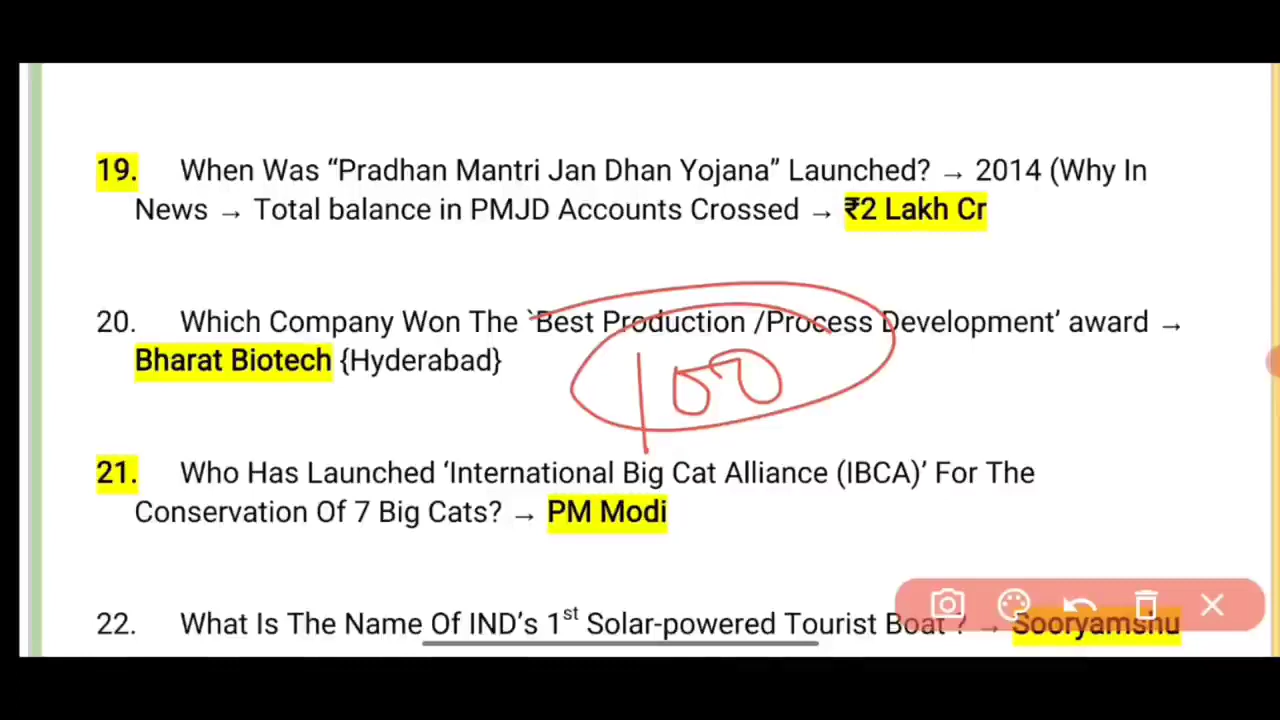 19. When Was “Pradhan Mantri Jan Dhan Yojana” Launched? → 2014 (Why In
News → Total balance in PMJD Accounts Crossed → ₹2 Lakh Cr
20. Which Company Won The `Best Production /Process Development’ award →
Bharat Biotech {Hyderabad}
100
21. Who Has Launched ‘International Big Cat Alliance (IBCA)’ For The
Conservation Of 7 Big Cats? → PM Modi
22. What Is The Name Of IND’s 1st Solar-powered Tourist Boat ? → Sooryamshu